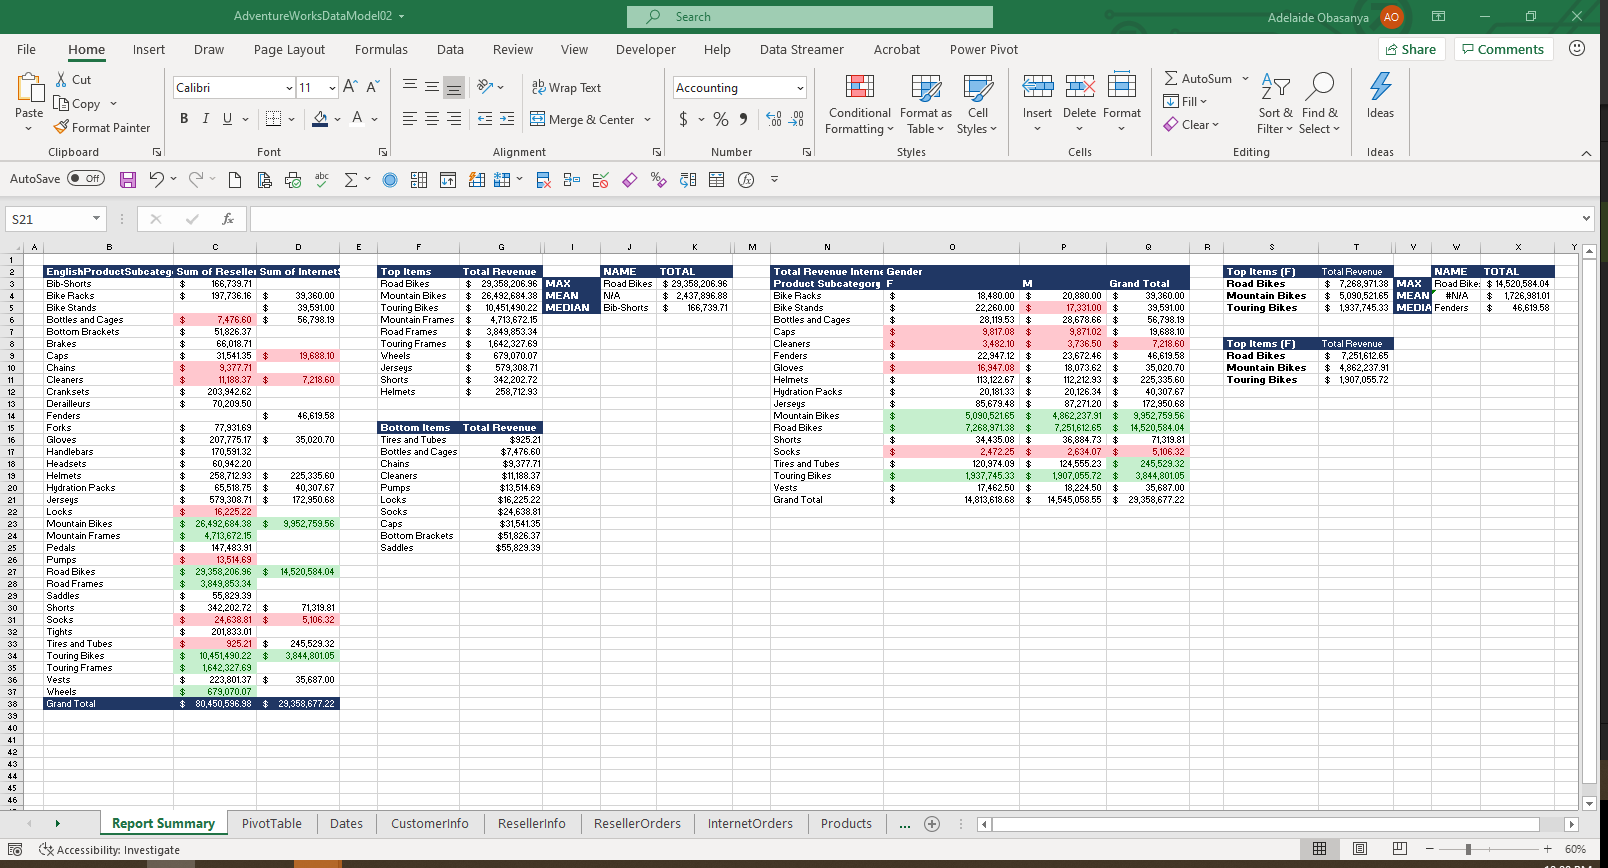 AdventureWorksDataModel02
Search
Adelaide Obasanya AO
File Home Insert Draw Page Layout Formulas Data Review View Developer Help Data Streamer Acrobat Power Pivot Share Comments
Paste Cut Copy Format Painter Clipboard
Calibri 11 B I U A Font
Wrap Text Merge & Center Alignment
Accounting $ % Number
Conditional Formatting Format as Table Cell Styles Styles
Insert Delete Format Cells
AutoSum Fill Clear Sort & Filter Find & Select Editing
Ideas Ideas
AutoSave Off
S21 fx
A B C D E F G I J K M N O P Q R S T V W X Y
1
2 EnglishProductSubcateg Sum of Reseller Sum of Internet Top Items Total Revenue NAME TOTAL Total Revenue Interne Gender Top Items (F) Total Revenue NAME TOTAL
3 Bib-Shorts $ 166,739.71 Road Bikes $ 29,358,206.96 MAX Road Bikes $ 29,358,206.96 Product Subcategory F M Grand Total Road Bikes $ 7,268,971.38 MAX Road Bike $ 14,520,584.04
4 Bike Racks $ 197,736.16 $ 39,360.00 Mountain Bikes $ 26,492,684.38 MEAN N/A $ 2,437,896.88 Bike Racks $ 18,480.00 $ 20,880.00 $ 39,360.00 Mountain Bikes $ 5,090,521.65 MEAN #N/A $ 1,726,981.01
5 Bike Stands $ 39,591.00 Touring Bikes $ 10,451,490.22 MEDIAN Bib-Shorts $ 166,739.71 Bike Stands $ 22,260.00 $ 17,331.00 $ 39,591.00 Touring Bikes $ 1,937,745.33 MEDIA Fenders $ 46,619.58
6 Bottles and Cages $ 7,476.60 $ 56,798.19 Mountain Frames $ 4,713,672.15 Bottles and Cages $ 28,119.53 $ 28,678.66 $ 56,798.19
7 Bottom Brackets $ 51,826.37 Road Frames $ 3,849,853.34 Caps $ 9,817.08 $ 9,871.02 $ 19,688.10
8 Brakes $ 66,018.71 Touring Frames $ 1,642,327.69 Cleaners $ 3,482.10 $ 3,736.50 $ 7,218.60 Top Items (F) Total Revenue
9 Caps $ 31,541.35 $ 19,688.10 Wheels $ 679,070.07 Fenders $ 22,947.12 $ 23,672.46 $ 46,619.58 Road Bikes $ 7,251,612.65
10 Chains $ 9,377.71 Jerseys $ 579,308.71 Gloves $ 16,947.08 $ 18,073.62 $ 35,020.70 Mountain Bikes $ 4,862,237.91
11 Cleaners $ 11,188.37 $ 7,218.60 Shorts $ 342,202.72 Helmets $ 113,122.67 $ 112,212.93 $ 225,335.60 Touring Bikes $ 1,907,055.72
12 Cranksets $ 203,942.62 Helmets $ 258,712.93 Hydration Packs $ 20,181.33 $ 20,126.34 $ 40,307.67
13 Derailleurs $ 70,209.50 Jerseys $ 85,679.48 $ 87,271.20 $ 172,950.68
14 Fenders $ 46,619.58 Mountain Bikes $ 5,090,521.65 $ 4,862,237.91 $ 9,952,759.56
15 Forks $ 77,931.69 Bottom Items Total Revenue Road Bikes $ 7,268,971.38 $ 7,251,612.65 $ 14,520,584.04
16 Gloves $ 207,775.17 $ 35,020.70 Tires and Tubes $925.21 Shorts $ 34,435.08 $ 36,884.73 $ 71,319.81
17 Handlebars $ 170,591.32 Bottles and Cages $7,476.60 Socks $ 2,472.25 $ 2,634.07 $ 5,106.32
18 Headsets $ 60,942.20 Chains $9,377.71 Tires and Tubes $ 120,974.09 $ 124,555.23 $ 245,529.32
19 Helmets $ 258,712.93 $ 225,335.60 Cleaners $11,188.37 Touring Bikes $ 1,937,745.33 $ 1,907,055.72 $ 3,844,801.05
20 Hydration Packs $ 65,518.75 $ 40,307.67 Pumps $13,514.69 Vests $ 17,462.50 $ 18,224.50 $ 35,687.00
21 Jerseys $ 579,308.71 $ 172,950.68 Locks $16,225.22 Grand Total $ 14,813,618.68 $ 14,545,058.55 $ 29,358,677.22
22 Locks $ 16,225.22 Socks $24,638.81
23 Mountain Bikes $ 26,492,684.38 $ 9,952,759.56 Caps $31,541.35
24 Mountain Frames $ 4,713,672.15 Bottom Brackets $51,826.37
25 Pedals $ 147,483.91 Saddles $55,829.39
26 Pumps $ 13,514.69
27 Road Bikes $ 29,358,206.96 $ 14,520,584.04
28 Road Frames $ 3,849,853.34
29 Saddles $ 55,829.39
30 Shorts $ 342,202.72 $ 71,319.81
31 Socks $ 24,638.81 $ 5,106.32
32 Tights $ 201,833.01
33 Tires and Tubes $ 925.21 $ 245,529.32
34 Touring Bikes $ 10,451,490.22 $ 3,844,801.05
35 Touring Frames $ 1,642,327.69
36 Vests $ 223,801.37 $ 35,687.00
37 Wheels $ 679,070.07
38 Grand Total $ 80,450,596.98 $ 29,358,677.22
39
40
41
42
43
44
45
46
Report Summary PivotTable Dates CustomerInfo ResellerInfo ResellerOrders InternetOrders Products ...
Accessibility: Investigate 60%